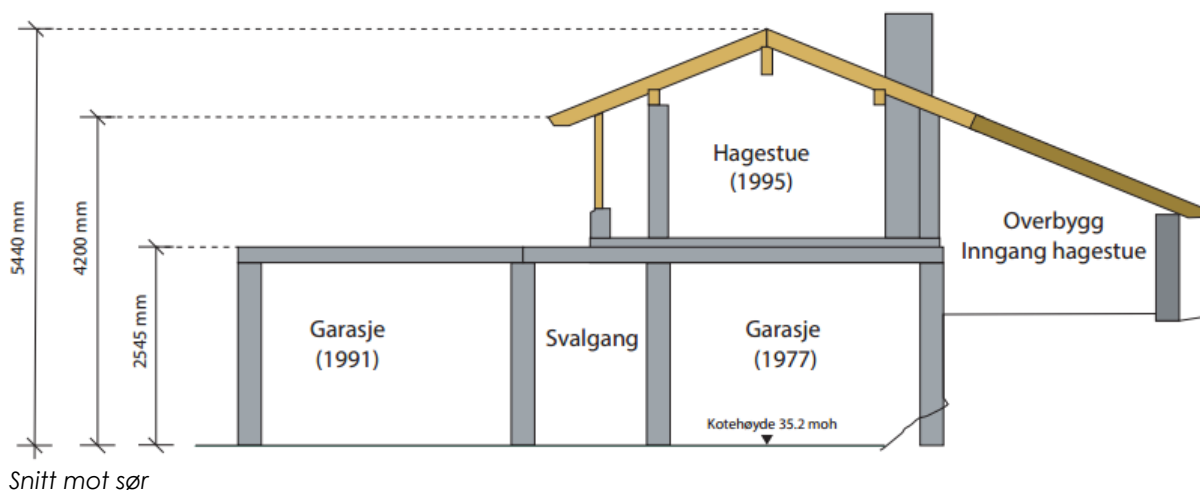 5440 mm
4200 mm
2545 mm
Hagestue
(1995)
Overbygg
Inngang hagestue
Garasje
(1991)
Svalgang
Garasje
(1977)
Kotehøyde 35.2 moh
Snitt mot sør